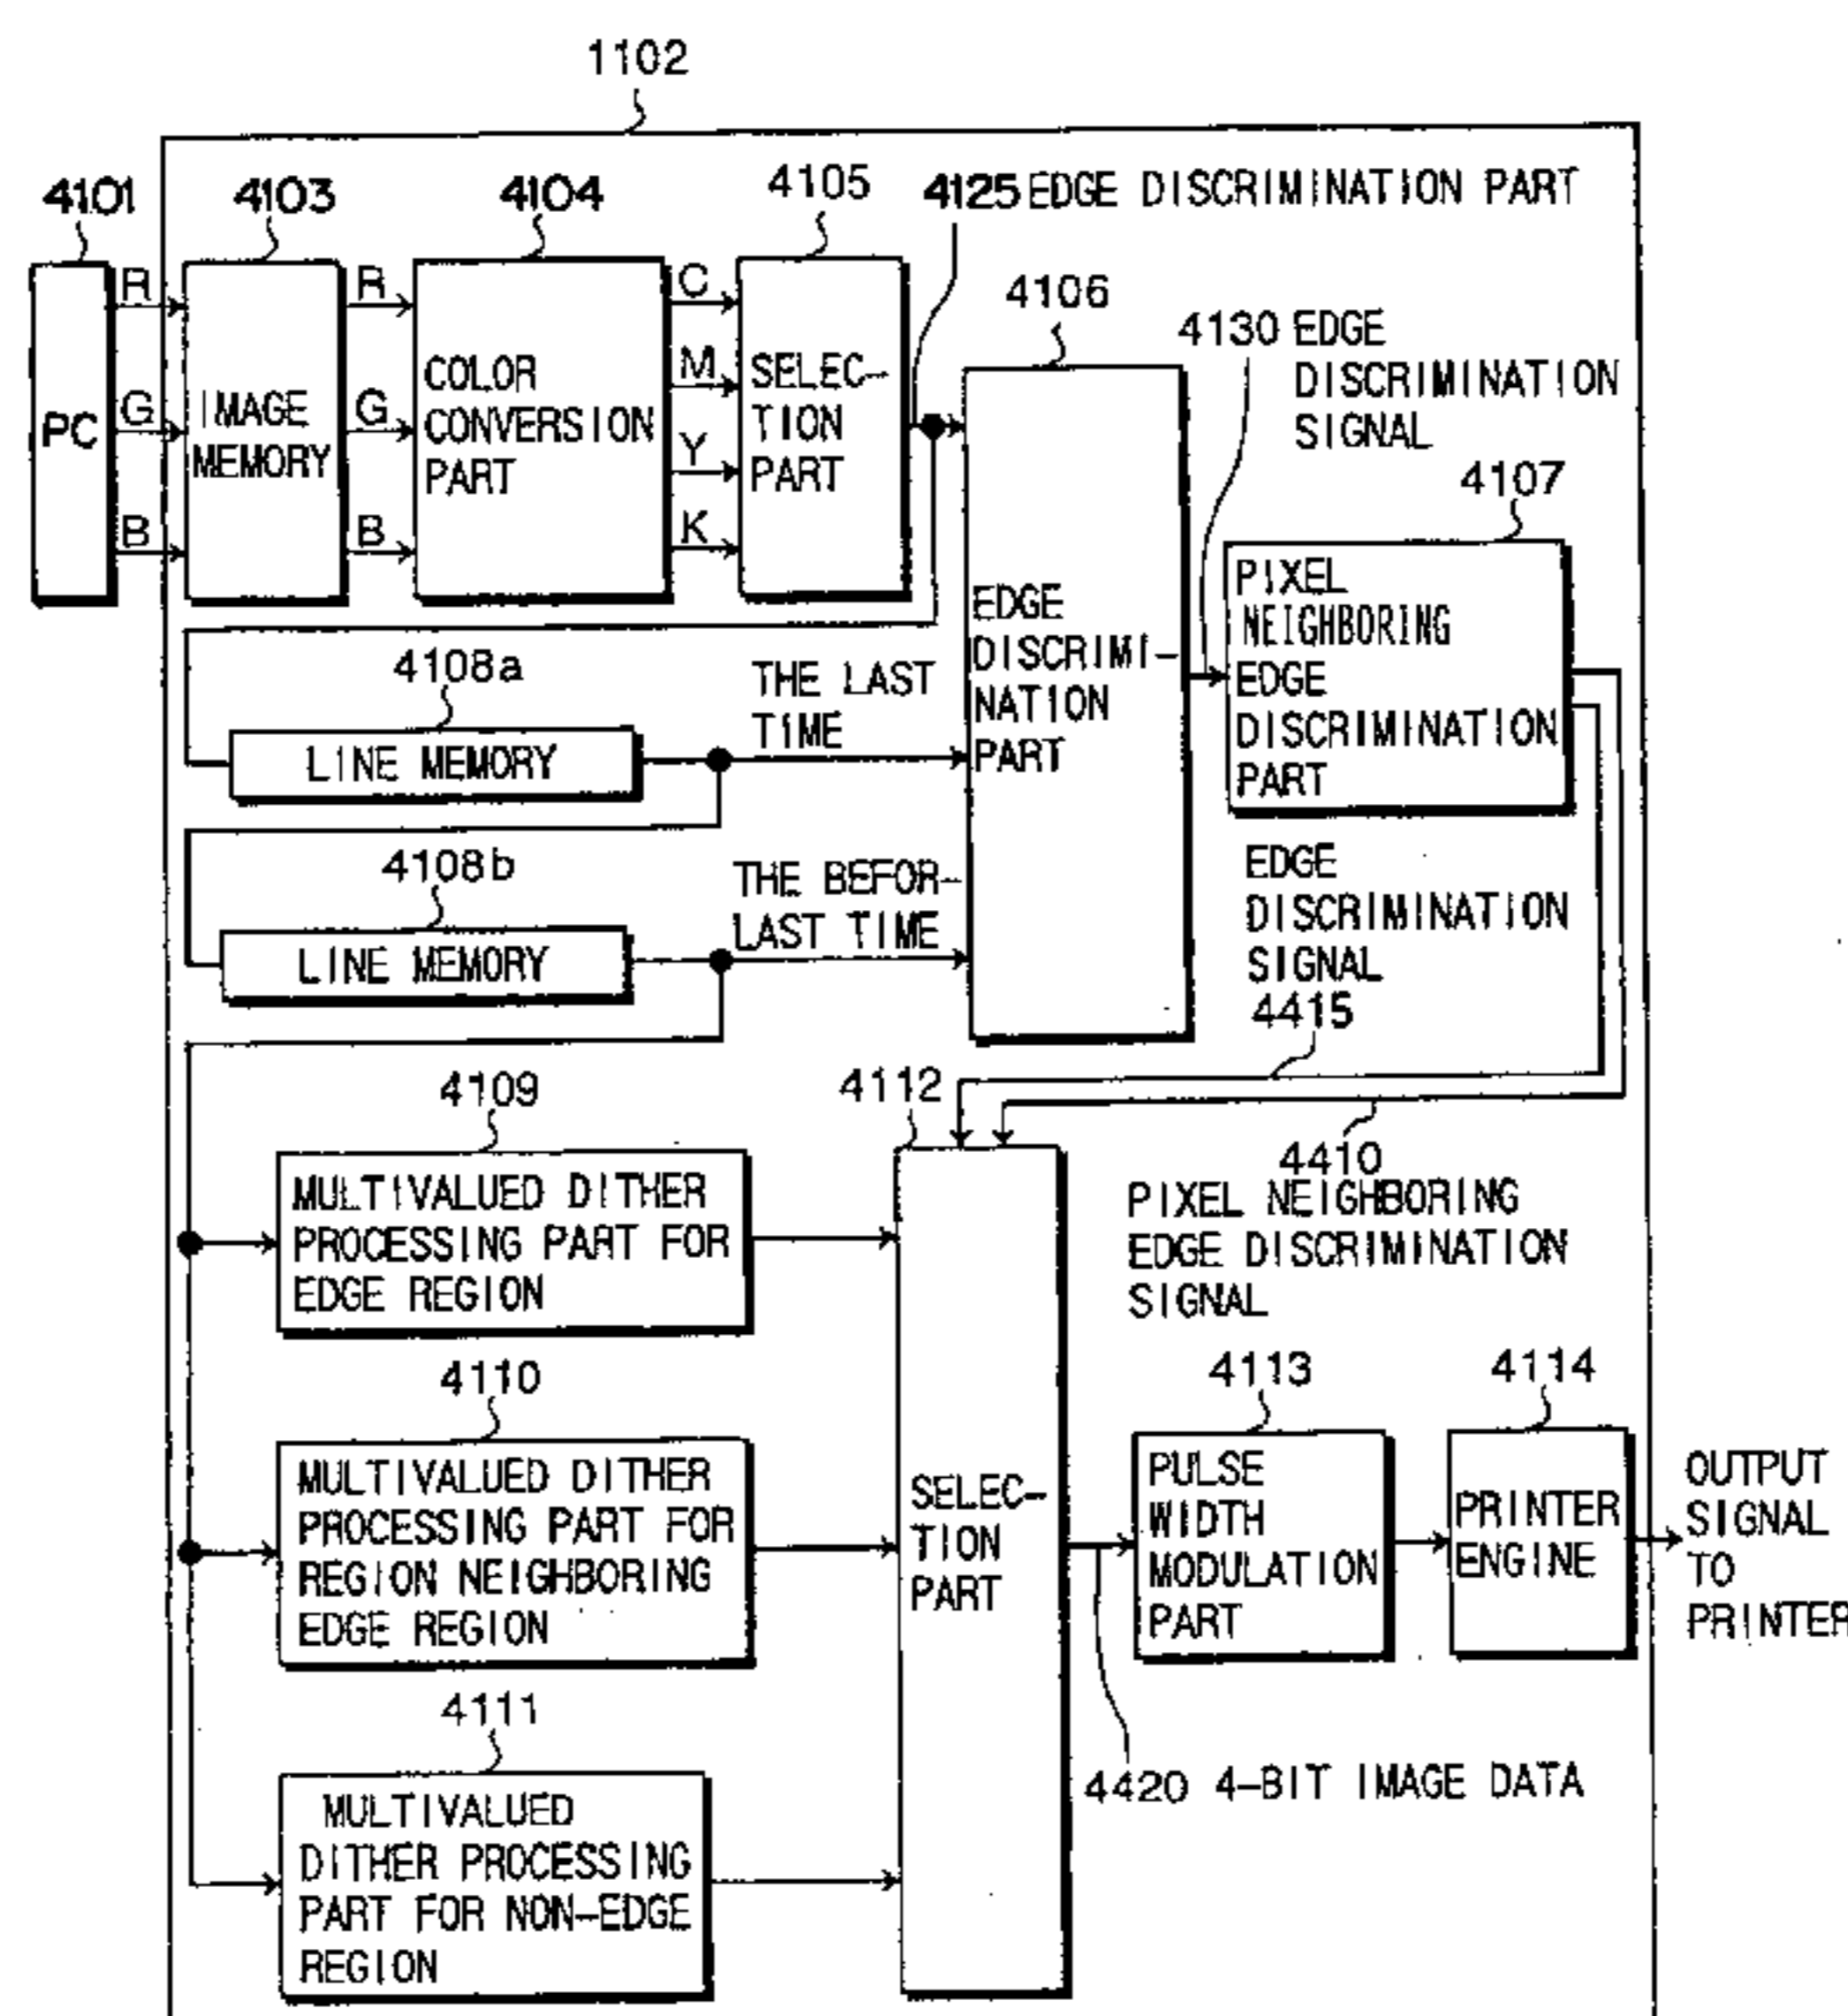 1102
4101
4103
4104
4105
4125 EDGE DISCRIMINATION PART
PC
R
G
B
IMAGE
MEMORY
R
G
B
COLOR
CONVERSION
PART
C
M
Y
K
SELEC-
TION
PART
4106
EDGE
DISCRIMI-
NATION
PART
4130 EDGE
DISCRIMINATION
SIGNAL
4107
PIXEL
NEIGHBORING
EDGE
DISCRIMINATION
PART
4108a
LINE MEMORY
THE LAST
TIME
4108b
LINE MEMORY
THE BEFOR-
LAST TIME
EDGE
DISCRIMINATION
SIGNAL
4415
4410
PIXEL NEIGHBORING
EDGE DISCRIMINATION
SIGNAL
4109
MULTIVALUED DITHER
PROCESSING PART FOR
EDGE REGION
4110
MULTIVALUED DITHER
PROCESSING PART FOR
REGION NEIGHBORING
EDGE REGION
4111
MULTIVALUED
DITHER PROCESSING
PART FOR NON-EDGE
REGION
4112
SELEC-
TION
PART
4113
PULSE
WIDTH
MODULATION
PART
4114
PRINTER
ENGINE
OUTPUT
SIGNAL
TO
PRINTER
4420 4-BIT IMAGE DATA